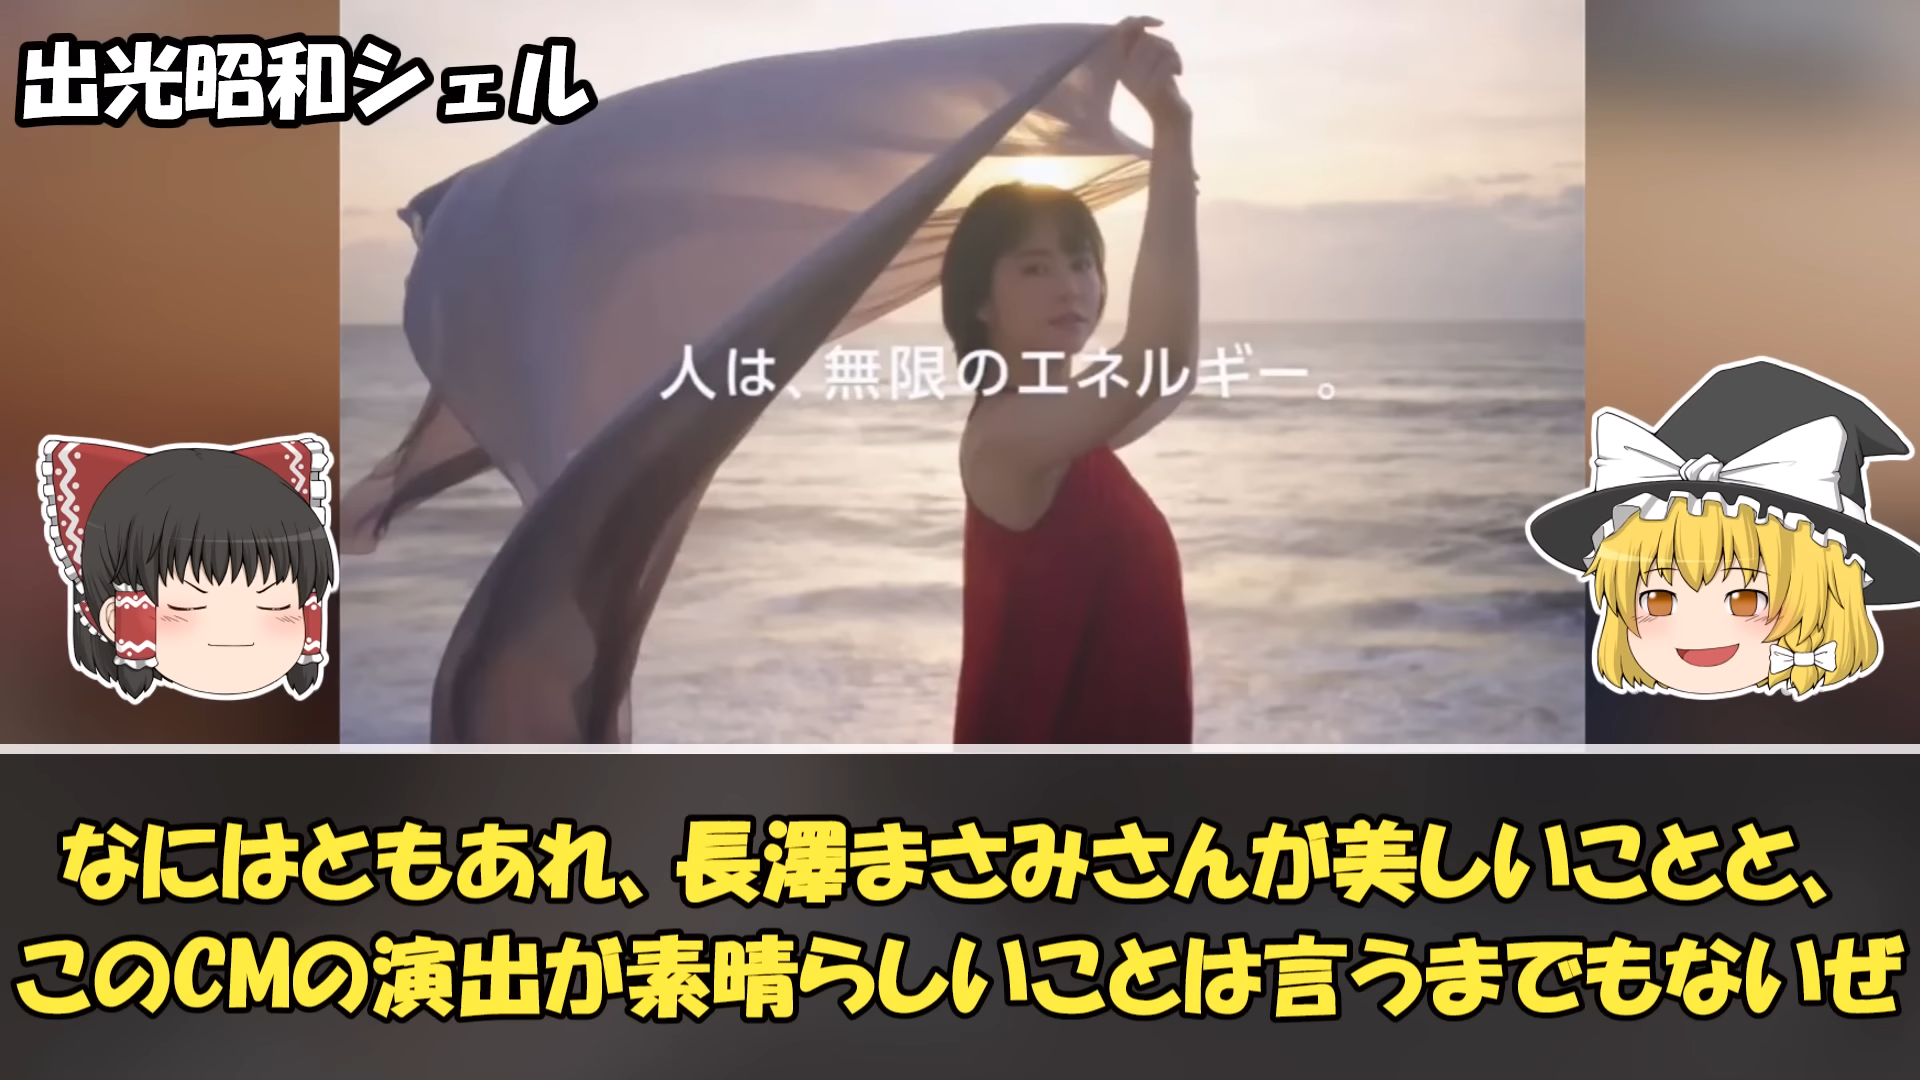 出光昭和シェル
人は、無限のエネルギー。
なにはともあれ、長澤まさみさんが美しいことと、
このCMの演出が素晴らしいことは言うまでもないぜ